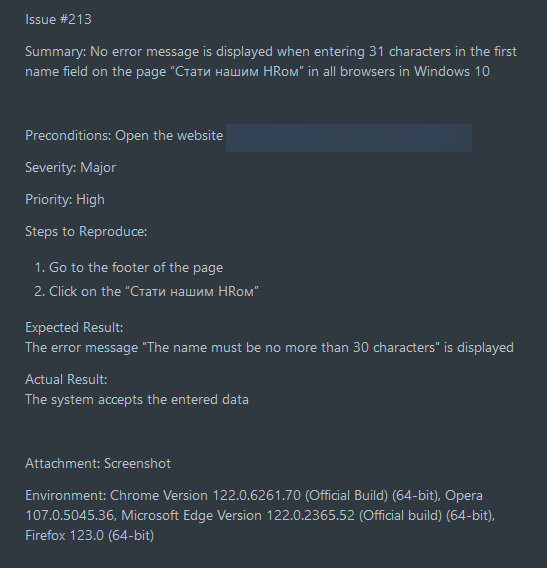 Issue #213
Summary: No error message is displayed when entering 31 characters in the first
name field on the page “Стати нашим HRом” in all browsers in Windows 10
Preconditions: Open the website
Severity: Major
Priority: High
Steps to Reproduce:
1. Go to the footer of the page
2. Click on the “Стати нашим HRом”
Expected Result:
The error message "The name must be no more than 30 characters" is displayed
Actual Result:
The system accepts the entered data
Attachment: Screenshot
Environment: Chrome Version 122.0.6261.70 (Official Build) (64-bit), Opera
107.0.5045.36, Microsoft Edge Version 122.0.2365.52 (Official build) (64-bit),
Firefox 123.0 (64-bit)